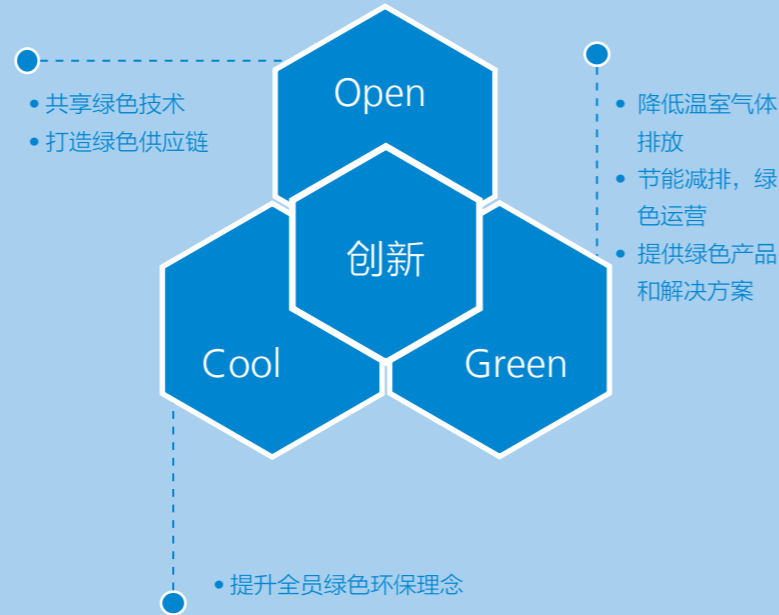 Open
• 共享绿色技术
• 打造绿色供应链
• 降低温室气体
排放
• 节能减排，绿
色运营
• 提供绿色产品
和解决方案
创新
Cool
Green
• 提升全员绿色环保理念